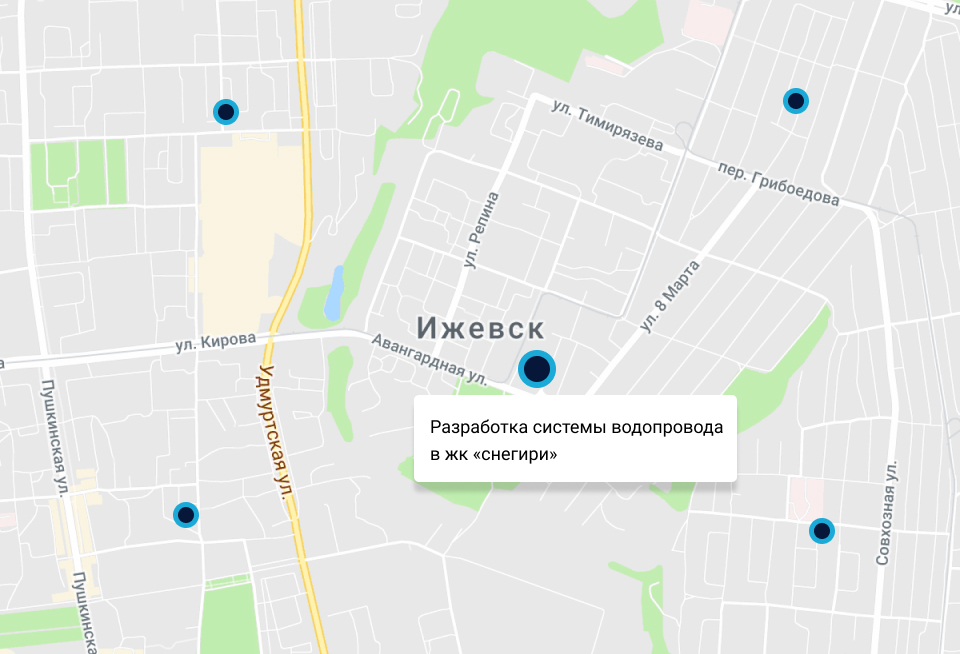 ул. Тимирязева
пер. Грибоедова
ул. Репина
ул. 8 Марта
Ижевск
ул. Кирова
Авангардная ул.
Пушкинская ул.
Удмуртская ул.
Разработка системы водопровода
в жк «снегири»
Совхозная ул.
Пушкинска